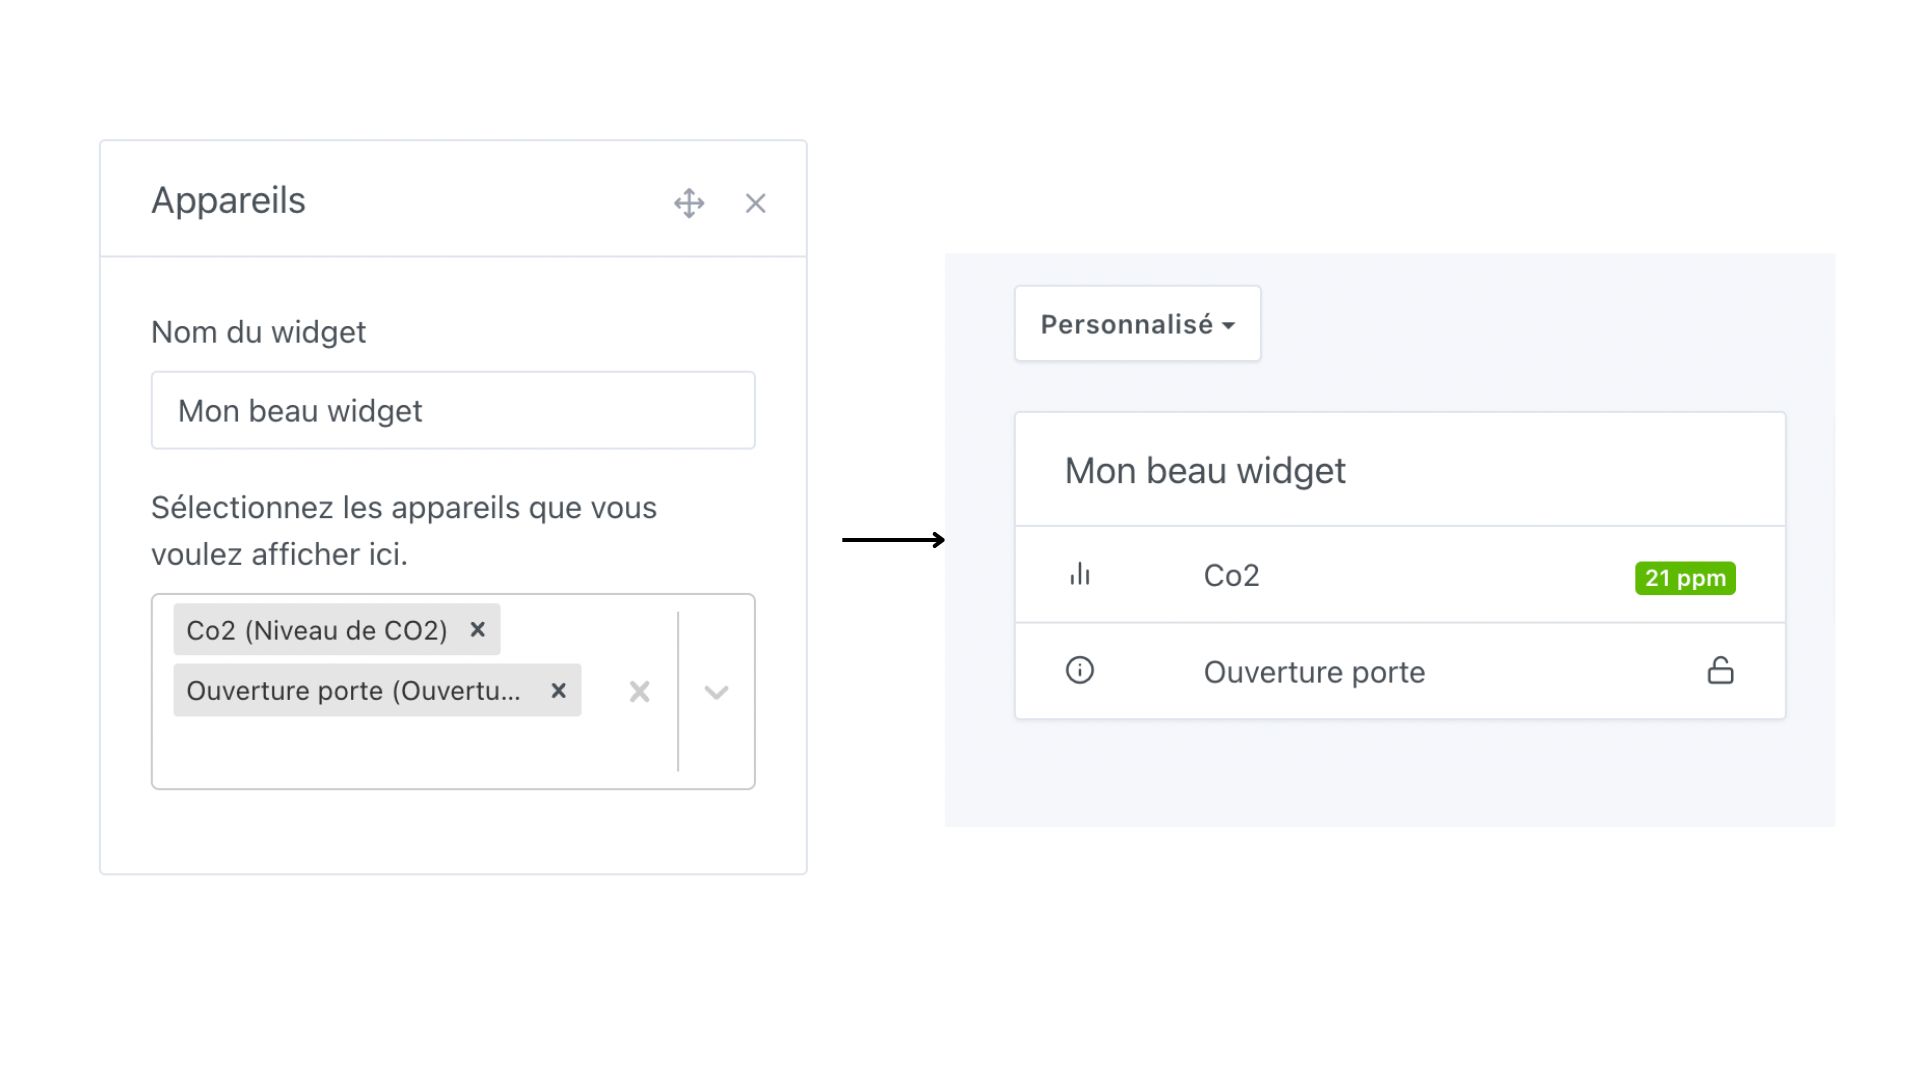 Appareils
Nom du widget
Mon beau widget
Sélectionnez les appareils que vous
voulez afficher ici.
Co2 (Niveau de CO2)
Ouverture porte (Ouvertu...
Personnalisé
Mon beau widget
Co2
21 ppm
Ouverture porte